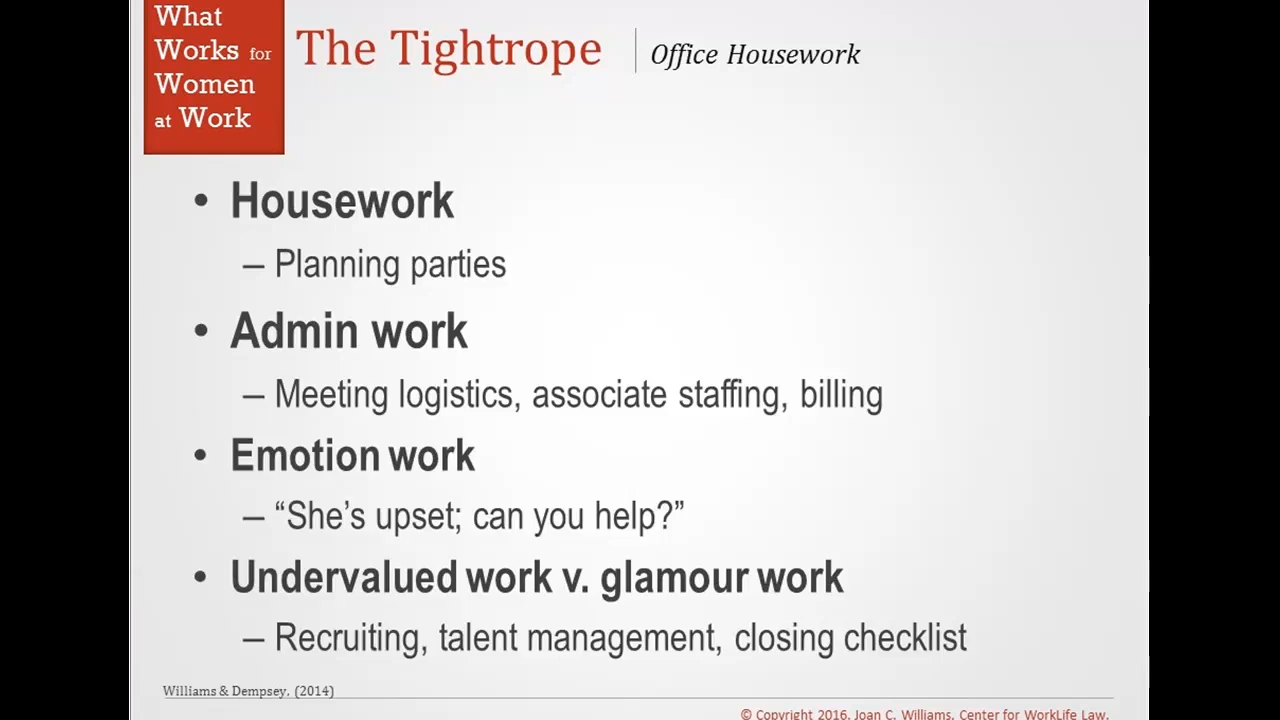 What
Works for
Women
at Work
The Tightrope
Office Housework
• Housework
– Planning parties
• Admin work
– Meeting logistics, associate staffing, billing
• Emotion work
– “She’s upset; can you help?”
• Undervalued work v. glamour work
– Recruiting, talent management, closing checklist
Williams & Dempsey. (2014)
© Copyright 2016. Joan C. Williams. Center for WorkLife Law.